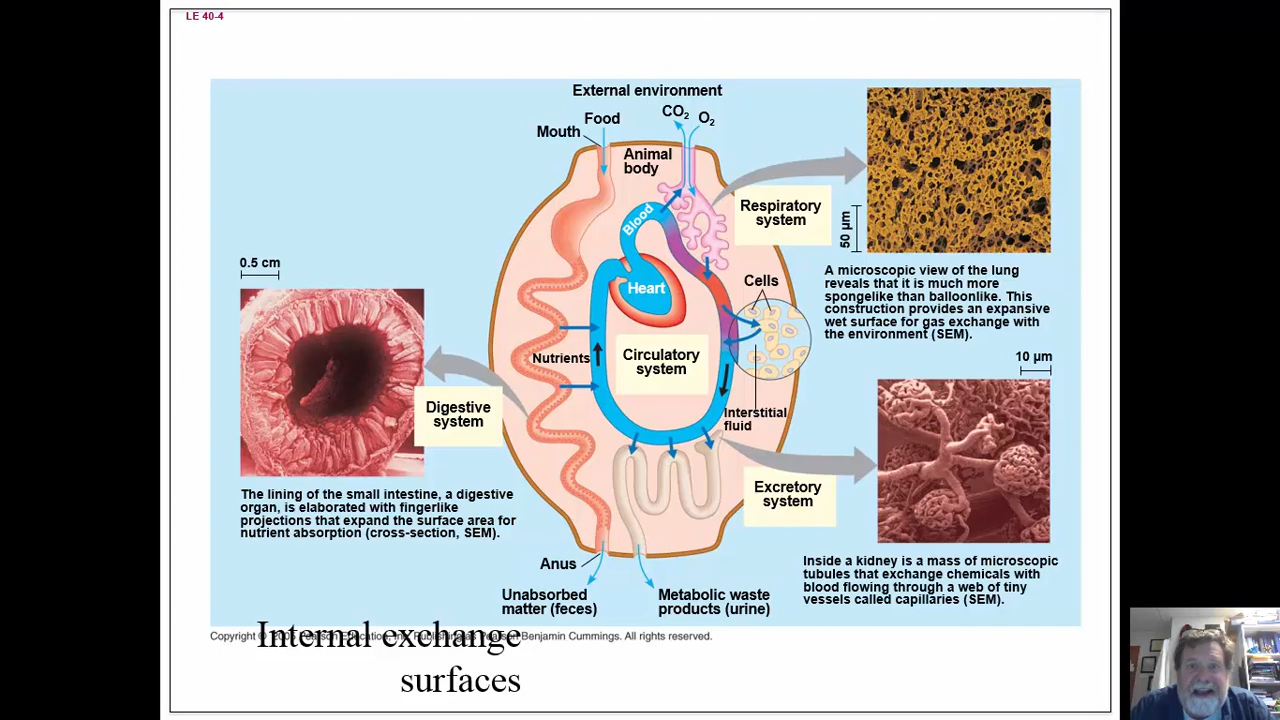 LE 40-4
External environment
CO2
O2
Food
Mouth
Animal
body
Respiratory
system
50 µm
A microscopic view of the lung
reveals that it is much more
spongelike than balloonlike. This
construction provides an expansive
wet surface for gas exchange with
the environment (SEM).
Blood
Heart
Cells
0.5 cm
Nutrients
Circulatory
system
Interstitial
fluid
Digestive
system
10 µm
Excretory
system
The lining of the small intestine, a digestive
organ, is elaborated with fingerlike
projections that expand the surface area for
nutrient absorption (cross-section, SEM).
Inside a kidney is a mass of microscopic
tubules that exchange chemicals with
blood flowing through a web of tiny
vessels called capillaries (SEM).
Anus
Unabsorbed
matter (feces)
Metabolic waste
products (urine)
Copyright © 2005 Pearson Education, Inc. Publishing as Pearson Benjamin Cummings. All rights reserved.
Internal exchange
surfaces